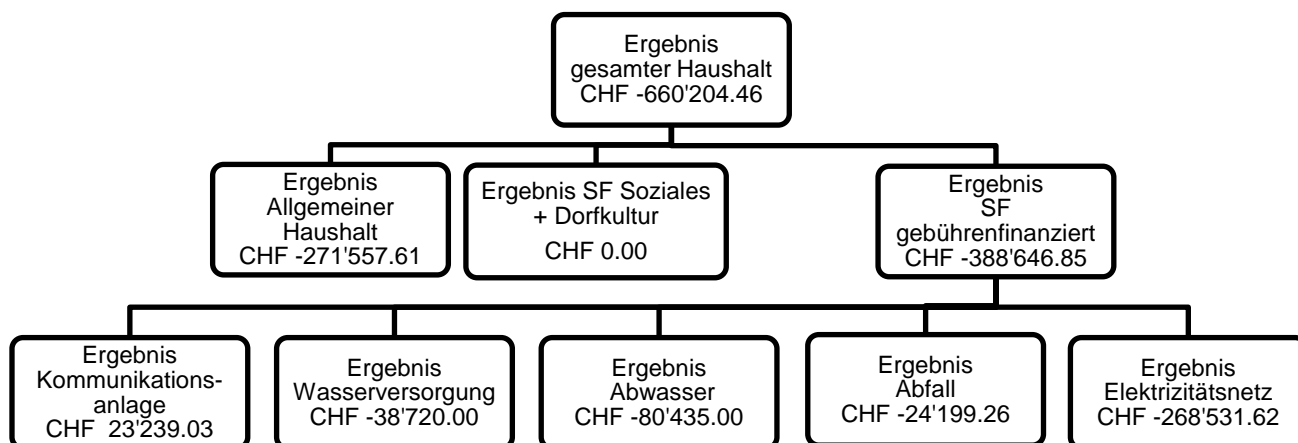 Ergebnis
gesamter Haushalt
CHF -660'204.46
Ergebnis
Allgemeiner
Haushalt
CHF -271'557.61
Ergebnis SF Soziales
+ Dorfkultur
CHF 0.00
Ergebnis
SF
gebührenfinanziert
CHF -388'646.85
Ergebnis
Kommunikations-
anlage
CHF 23'239.03
Ergebnis
Wasserversorgung
CHF -38'720.00
Ergebnis
Abwasser
CHF -80'435.00
Ergebnis
Abfall
CHF -24'199.26
Ergebnis
Elektrizitätsnetz
CHF -268'531.62